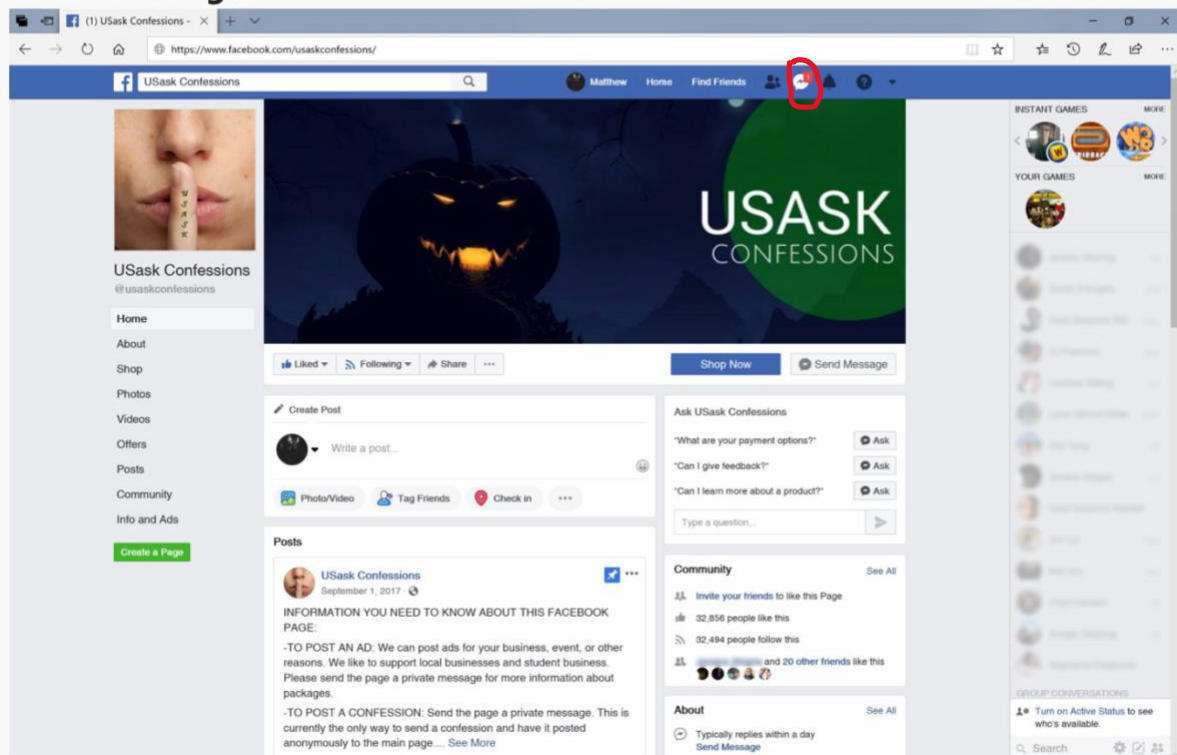 (1) USask Confessions -
https://www.facebook.com/usaskconfessions/
USask Confessions
Matthew Home Find Friends
1
INSTANT GAMES MORE
YOUR GAMES MORE
U
S
A
S
K
USASK
CONFESSIONS
USask Confessions
@usaskconfessions
Home
About
Shop
Photos
Videos
Offers
Posts
Community
Info and Ads
Create a Page
Liked Following Share
Shop Now Send Message
Create Post
Write a post...
Photo/Video Tag Friends Check in
Posts
USask Confessions
September 1, 2017
INFORMATION YOU NEED TO KNOW ABOUT THIS FACEBOOK
PAGE:
-TO POST AN AD: We can post ads for your business, event, or other
reasons. We like to support local businesses and student business.
Please send the page a private message for more information about
packages.
-TO POST A CONFESSION: Send the page a private message. This is
currently the only way to send a confession and have it posted
anonymously to the main page.... See More
Ask USask Confessions
"What are your payment options?" Ask
"Can I give feedback?" Ask
"Can I learn more about a product?" Ask
Type a question...
Community See All
Invite your friends to like this Page
32,856 people like this
32,494 people follow this
and 20 other friends like this
About See All
Typically replies within a day
Send Message
GROUP CONVERSATIONS
Turn on Active Status to see
who's available.
Search